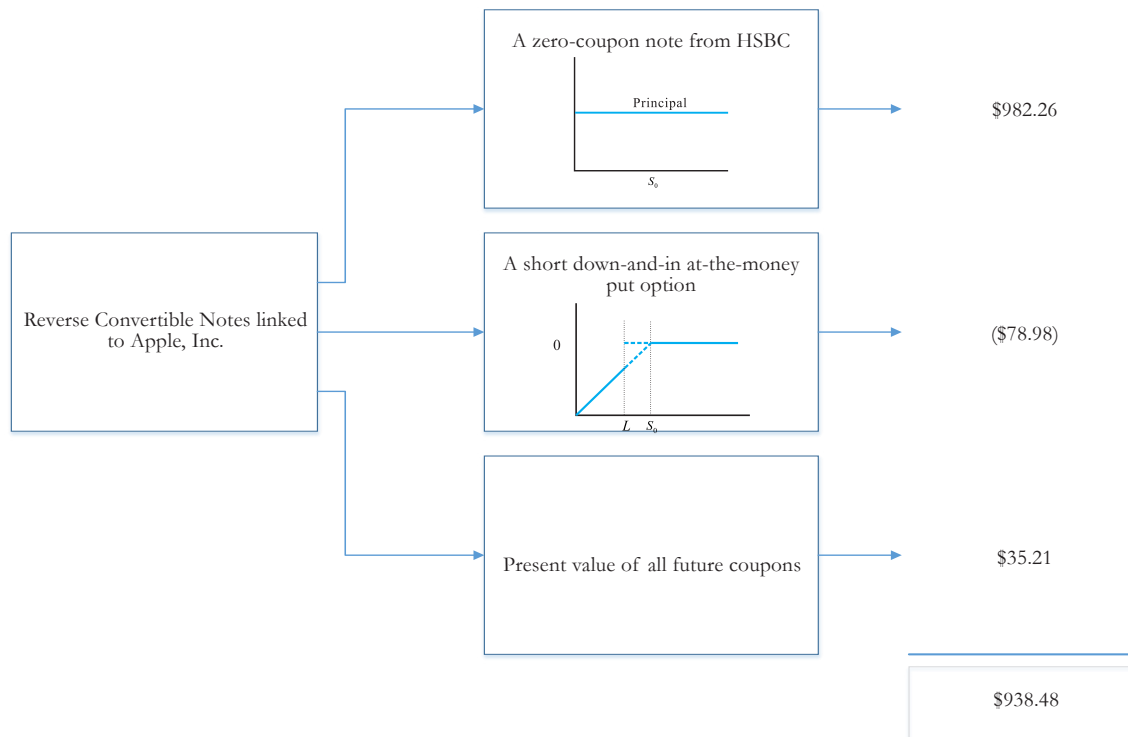 A zero-coupon note from HSBC
Principal
S₀
$982.26
Reverse Convertible Notes linked
to Apple, Inc.
A short down-and-in at-the-money
put option
0
L S₀
($78.98)
Present value of all future coupons
$35.21
$938.48